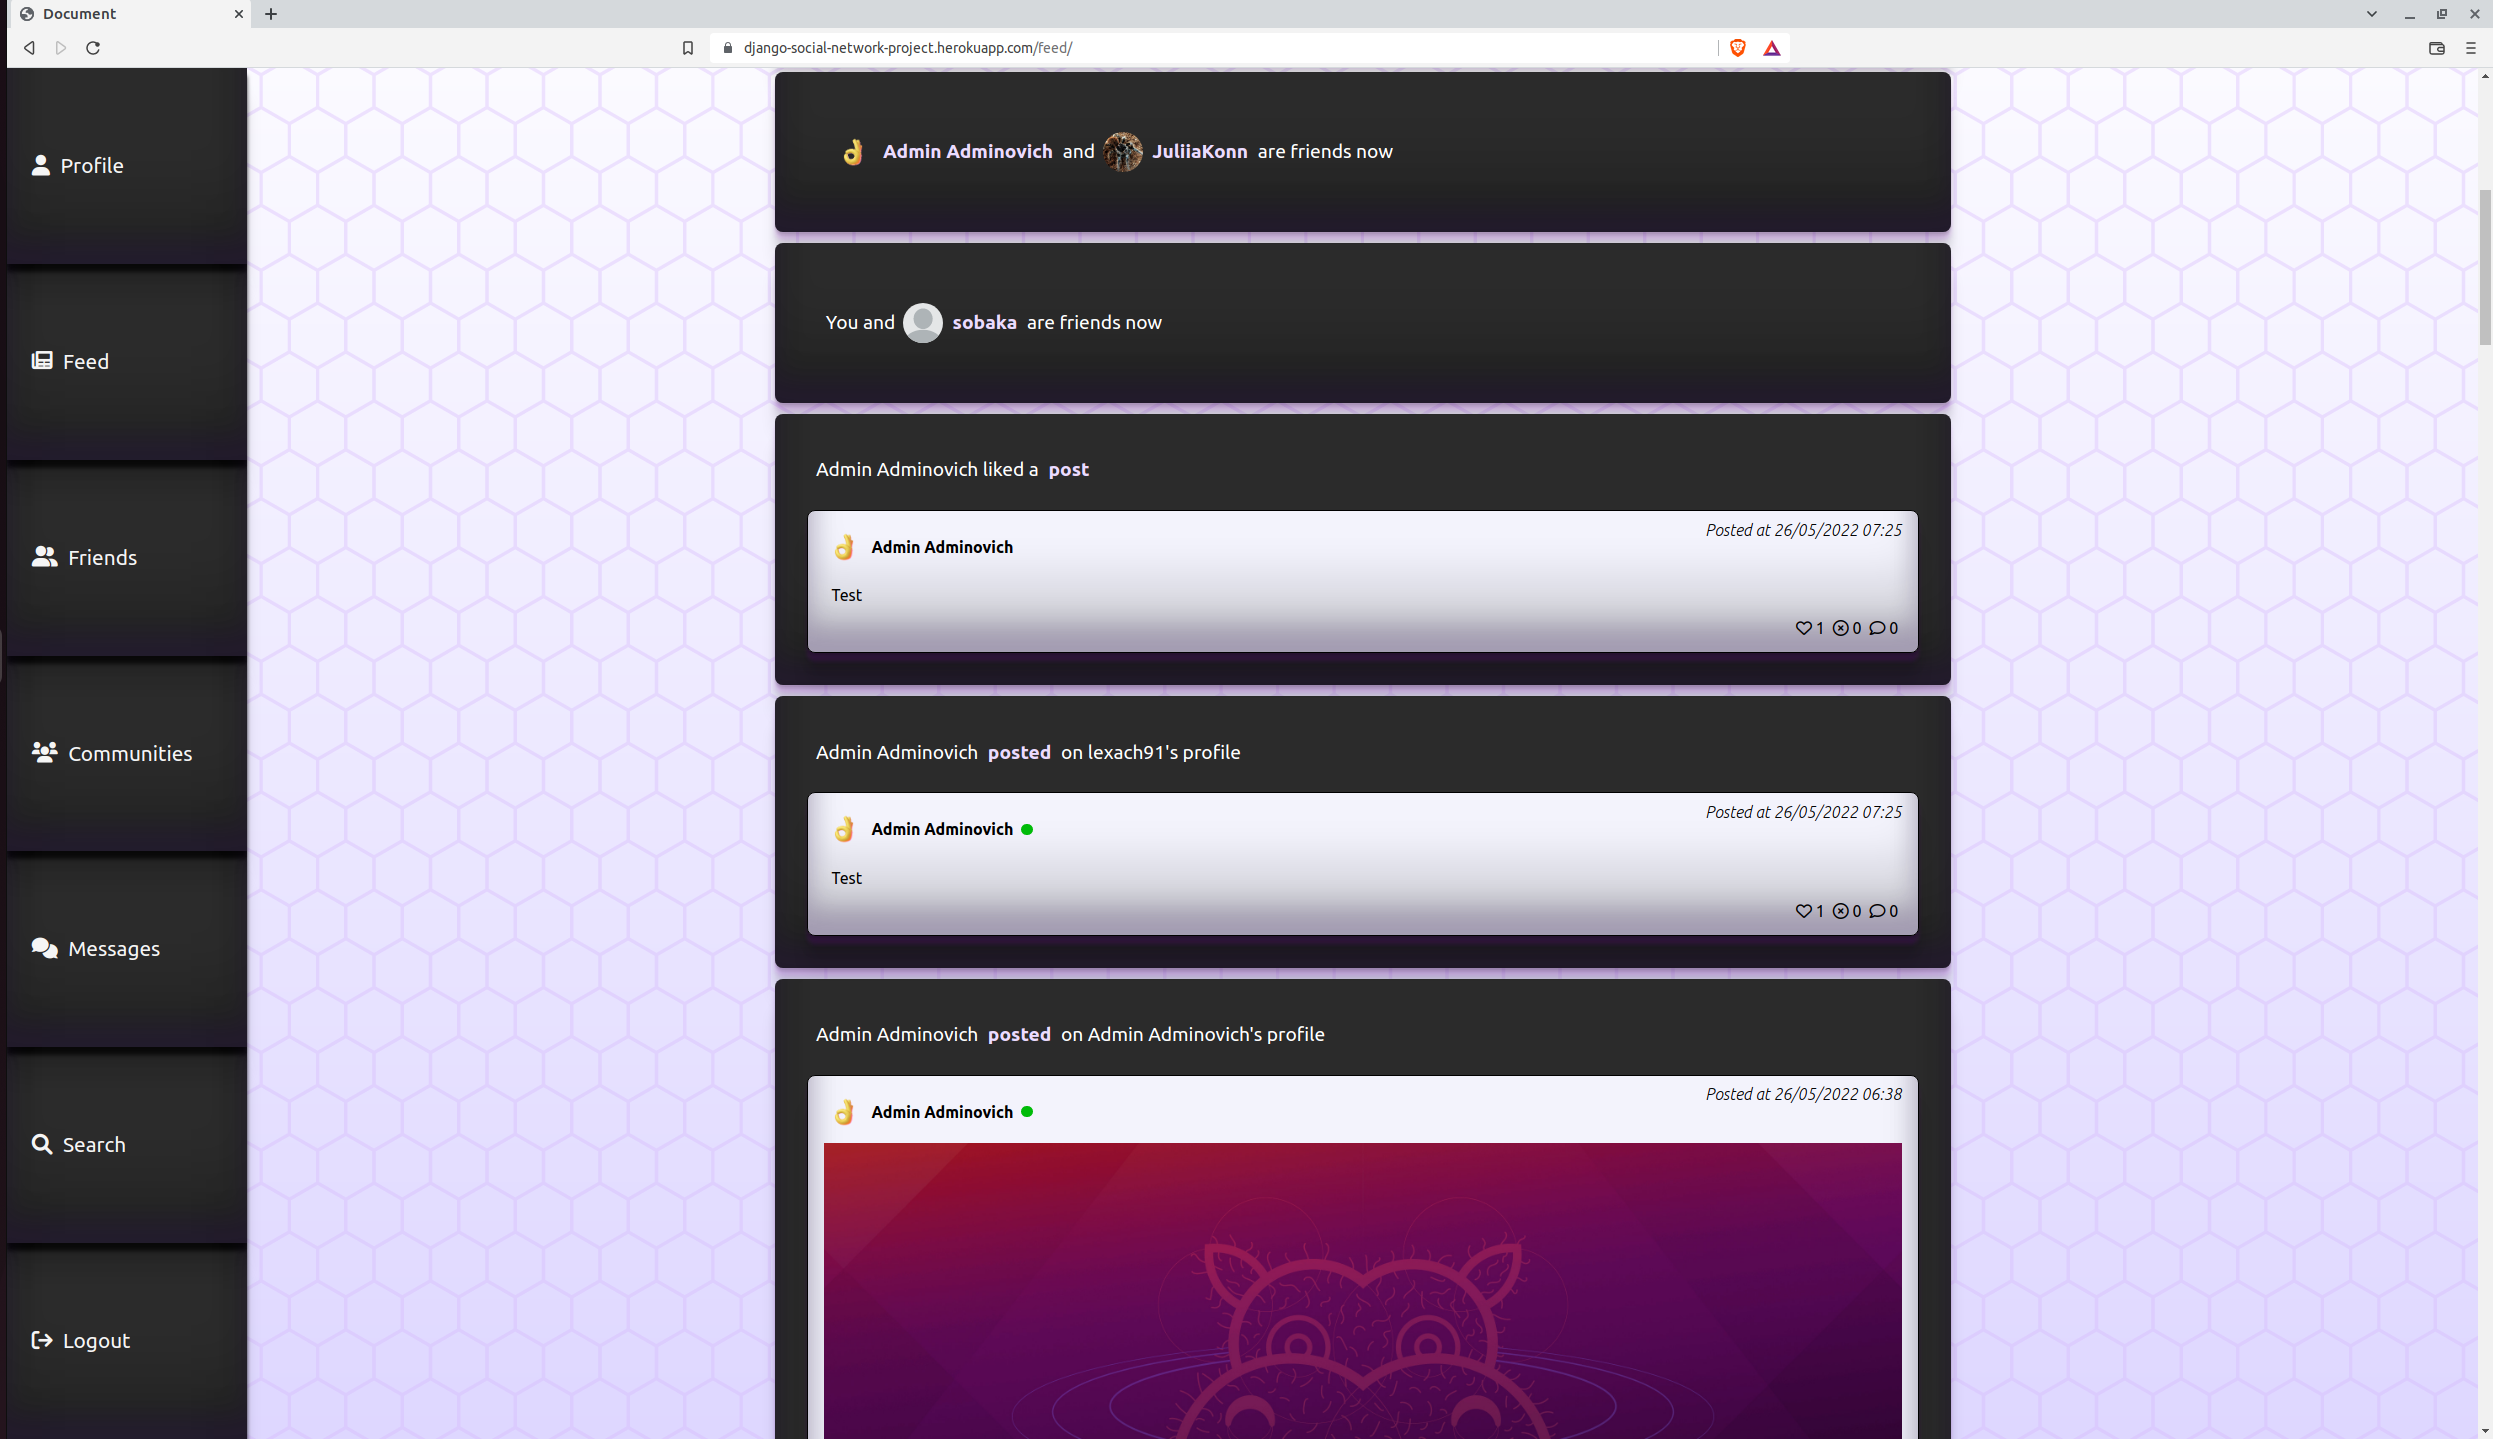 Document
django-social-network-project.herokuapp.com/feed/
Profile
Feed
Friends
Communities
Messages
Search
Logout
Admin Adminovich and JuliiaKonn are friends now
You and sobaka are friends now
Admin Adminovich liked a post
Admin Adminovich
Posted at 26/05/2022 07:25
Test
1 0 0
Admin Adminovich posted on lexach91's profile
Admin Adminovich
Posted at 26/05/2022 07:25
Test
1 0 0
Admin Adminovich posted on Admin Adminovich's profile
Admin Adminovich
Posted at 26/05/2022 06:38